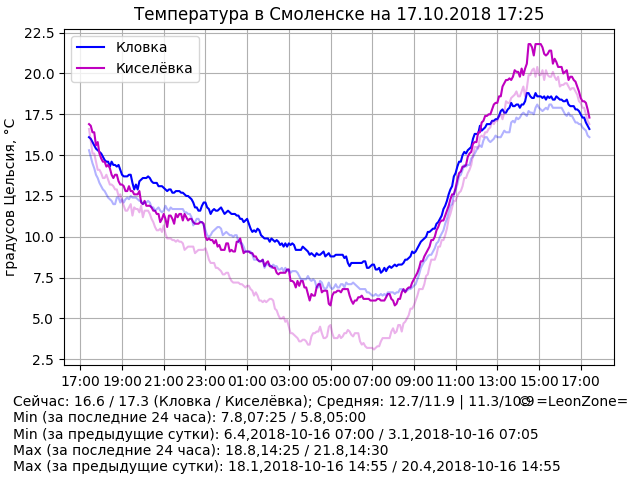 Температура в Смоленске на 17.10.2018 17:25
22.5
20.0
17.5
15.0
12.5
10.0
7.5
5.0
2.5
градусов Цельсия, °C
Кловка
Киселёвка
17:00 19:00 21:00 23:00 01:00 03:00 05:00 07:00 09:00 11:00 13:00 15:00 17:00
Сейчас: 16.6 / 17.3 (Кловка / Киселёвка); Средняя: 12.7/11.9 | 11.3/10.9 © =LeonZone=
Min (за последние 24 часа): 7.8,07:25 / 5.8,05:00
Min (за предыдущие сутки): 6.4,2018-10-16 07:00 / 3.1,2018-10-16 07:05
Max (за последние 24 часа): 18.8,14:25 / 21.8,14:30
Max (за предыдущие сутки): 18.1,2018-10-16 14:55 / 20.4,2018-10-16 14:55